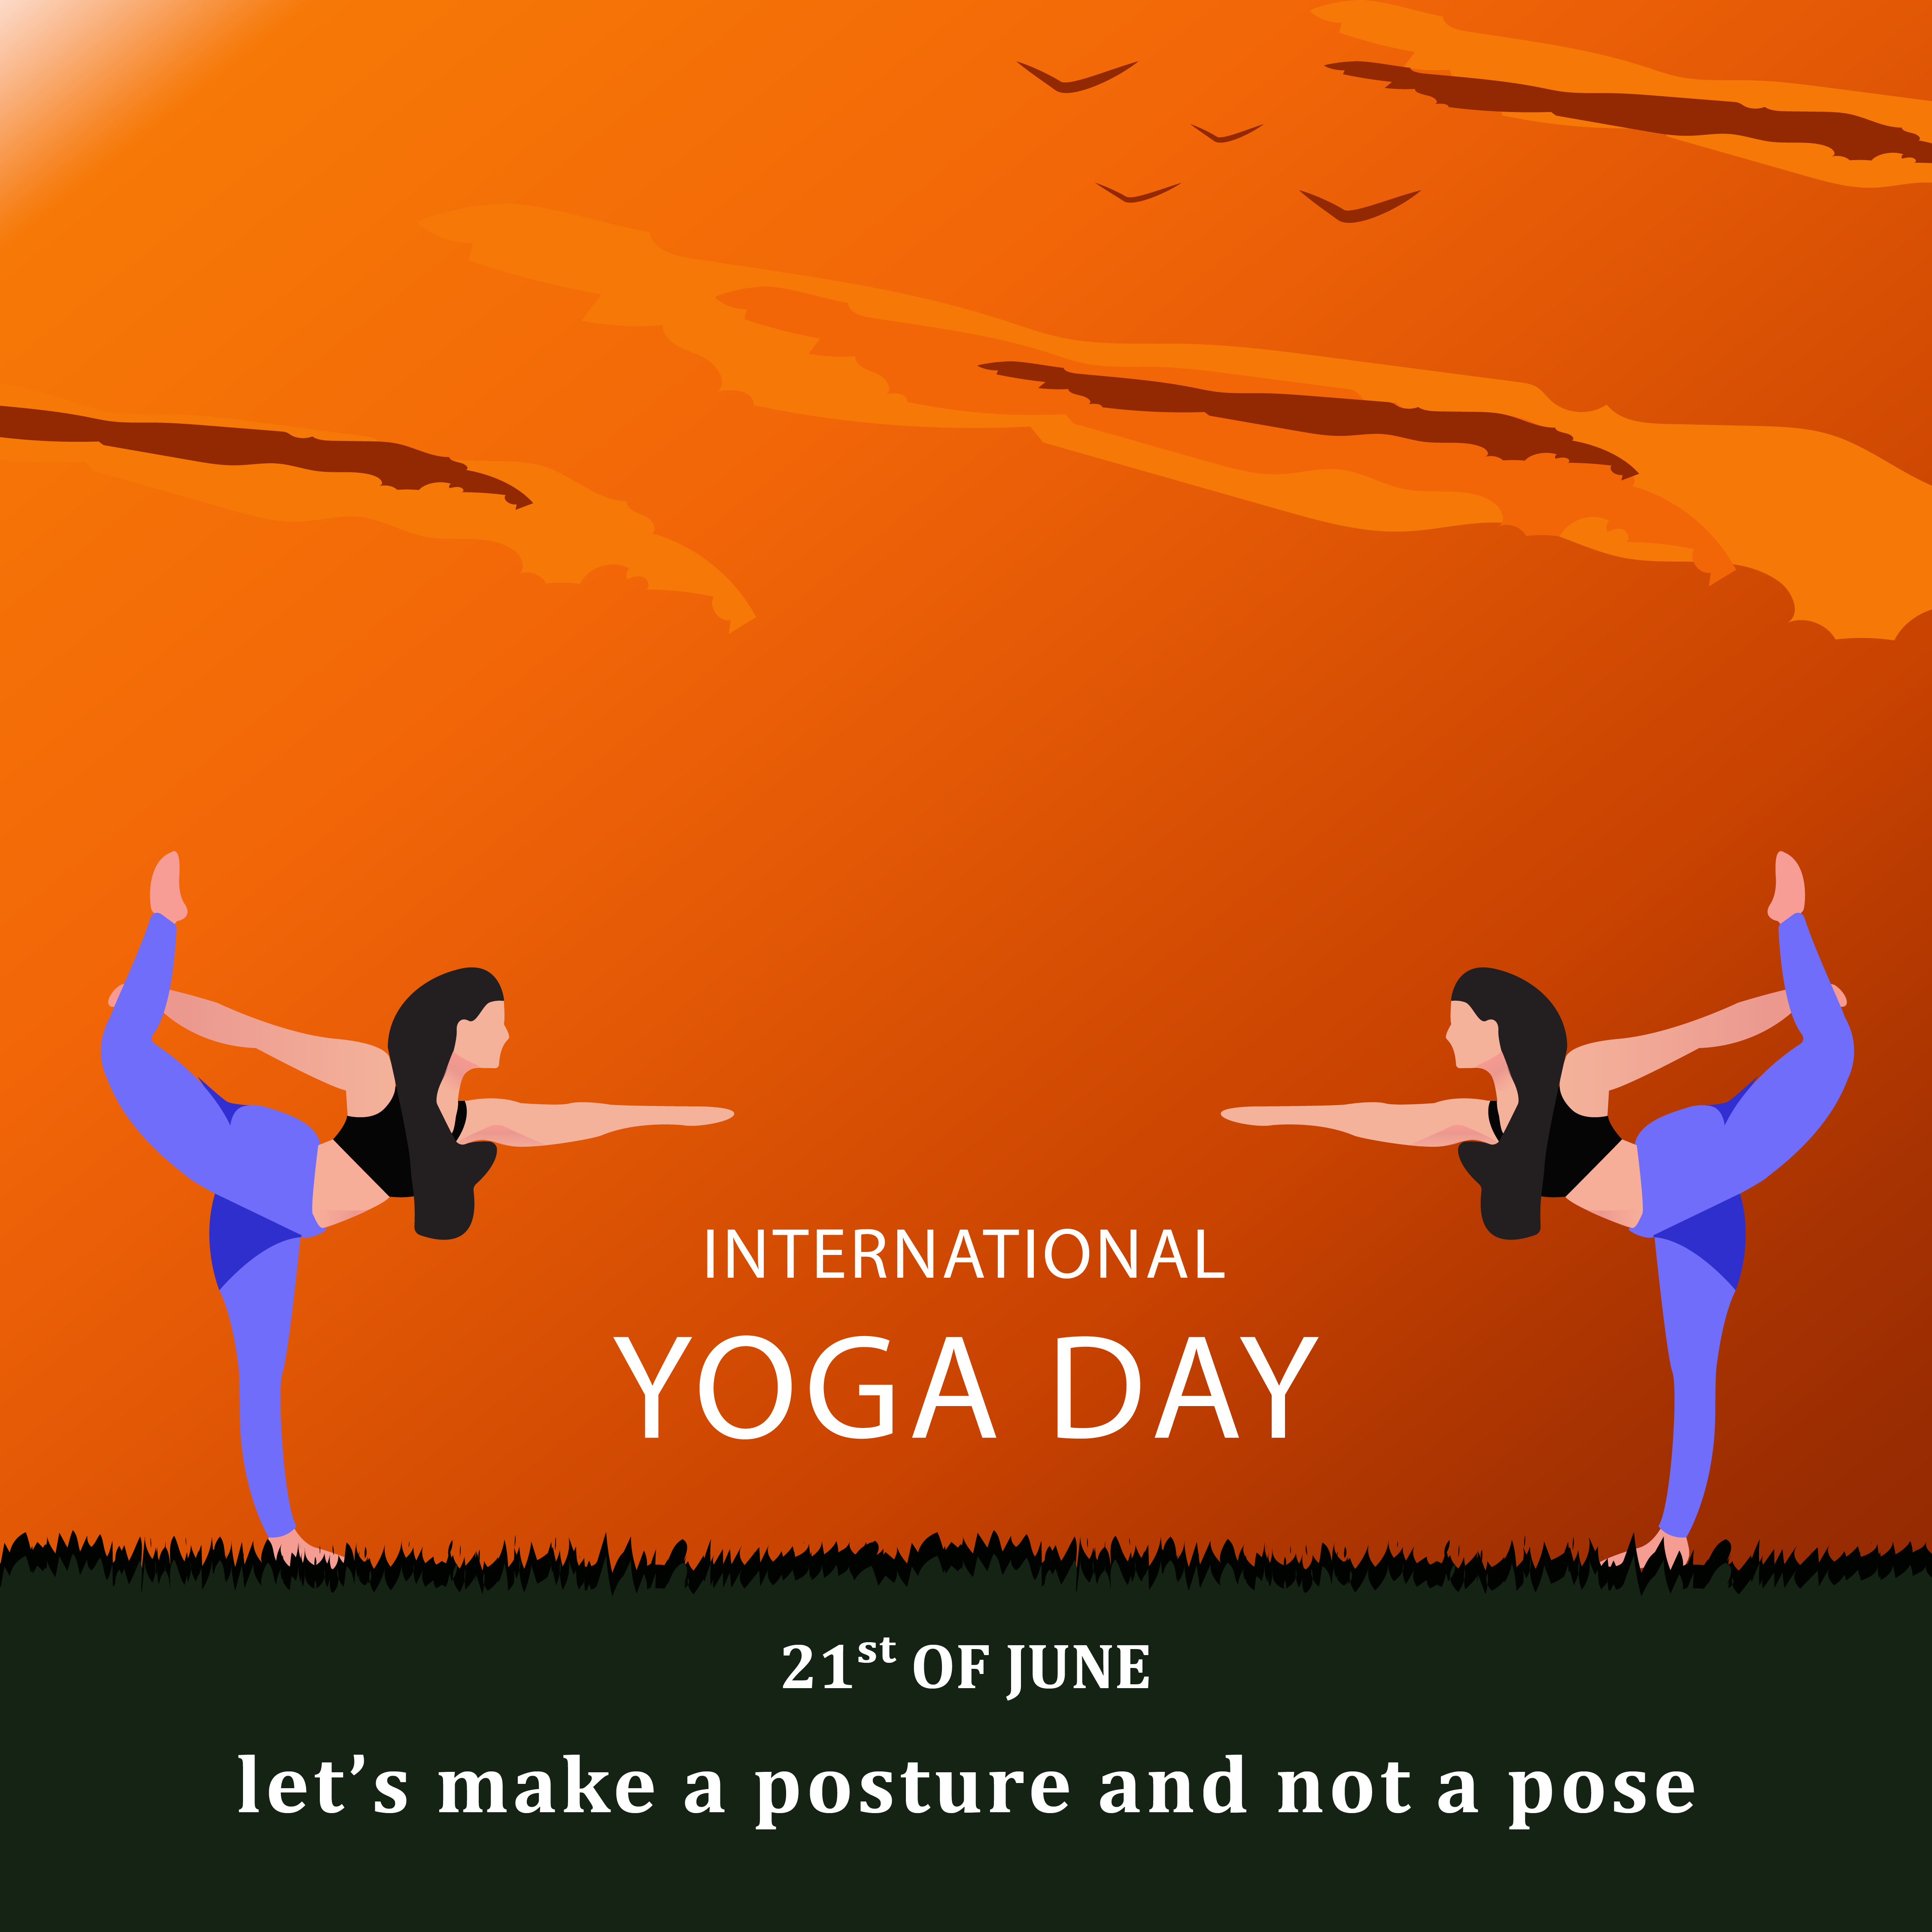 INTERNATIONAL
YOGA DAY
21st OF JUNE
let’s make a posture and not a pose